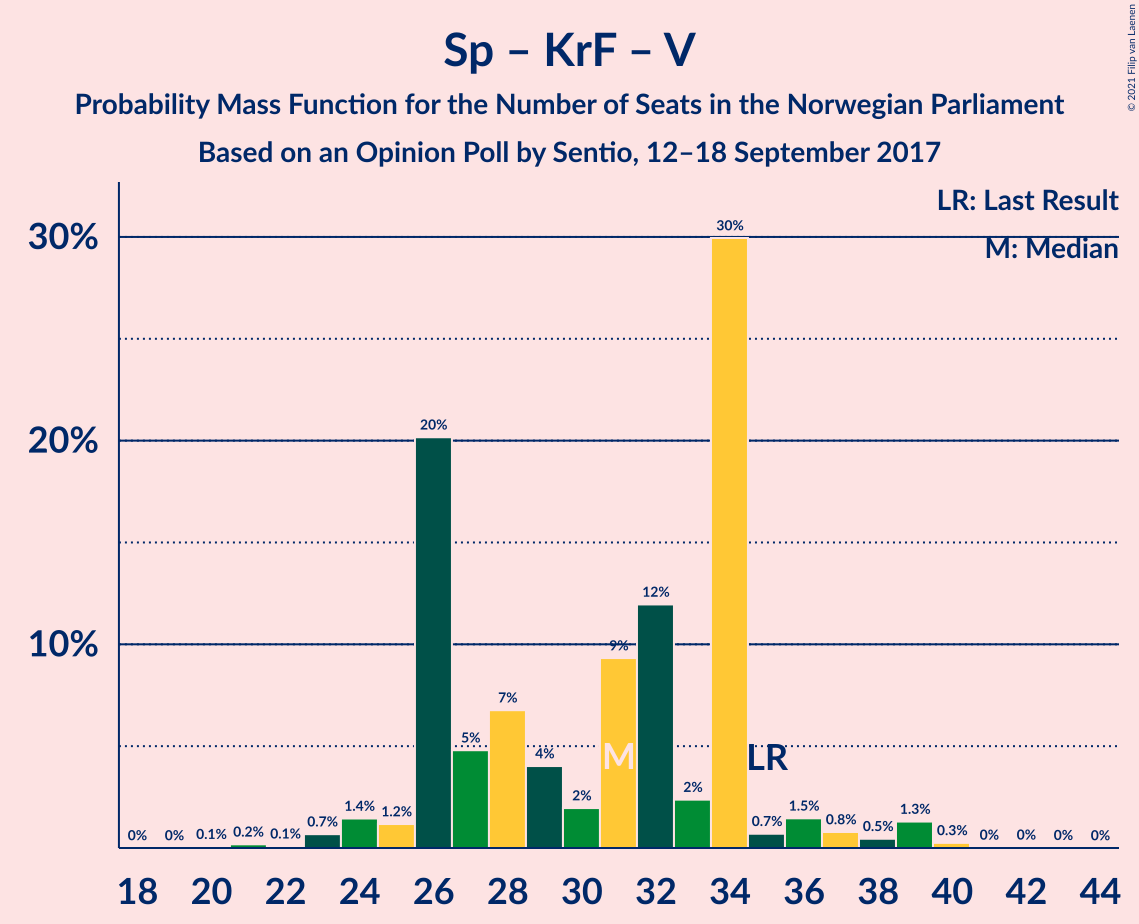 Sp – KrF – V
Probability Mass Function for the Number of Seats in the Norwegian Parliament
Based on an Opinion Poll by Sentio, 12–18 September 2017
© 2021 Filip van Laenen
LR: Last Result
M: Median
30%
20%
10%
0% 0% 0.1% 0.2% 0.1% 0.7% 1.4% 1.2% 20% 5% 7% 4% 2% 9% 12% 2% 30% 0.7% 1.5% 0.8% 0.5% 1.3% 0.3% 0% 0% 0% 0%
M LR
18 20 22 24 26 28 30 32 34 36 38 40 42 44